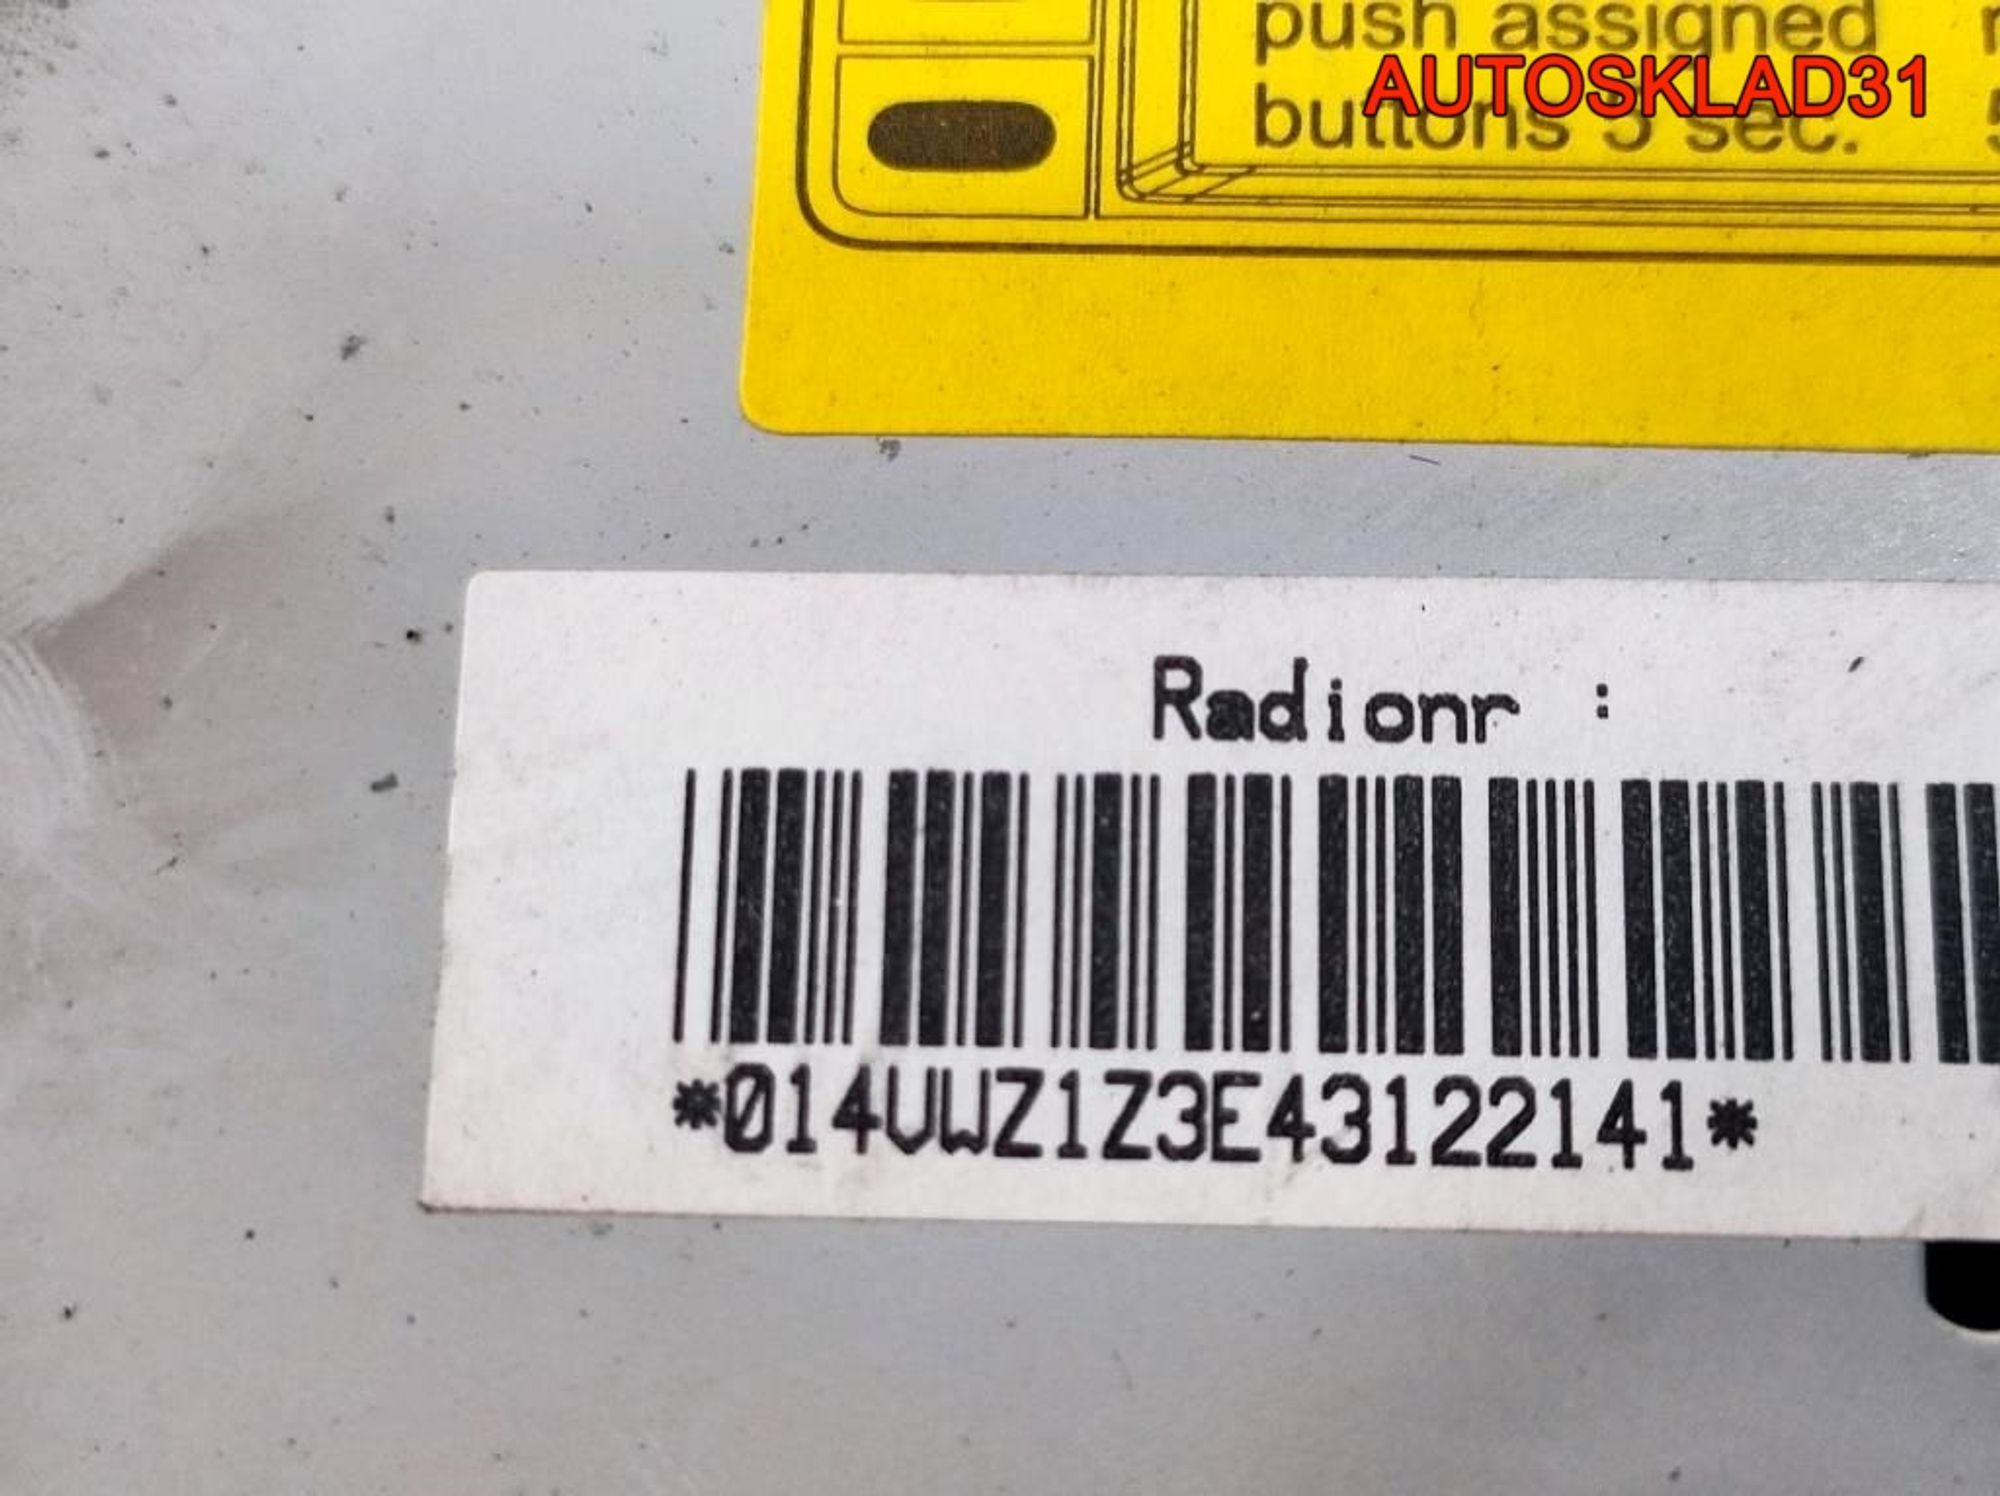 push assigned
AUTOSKLAD31
buttons 5 sec.
Radionr :
*014VWZ1Z3E43122141*